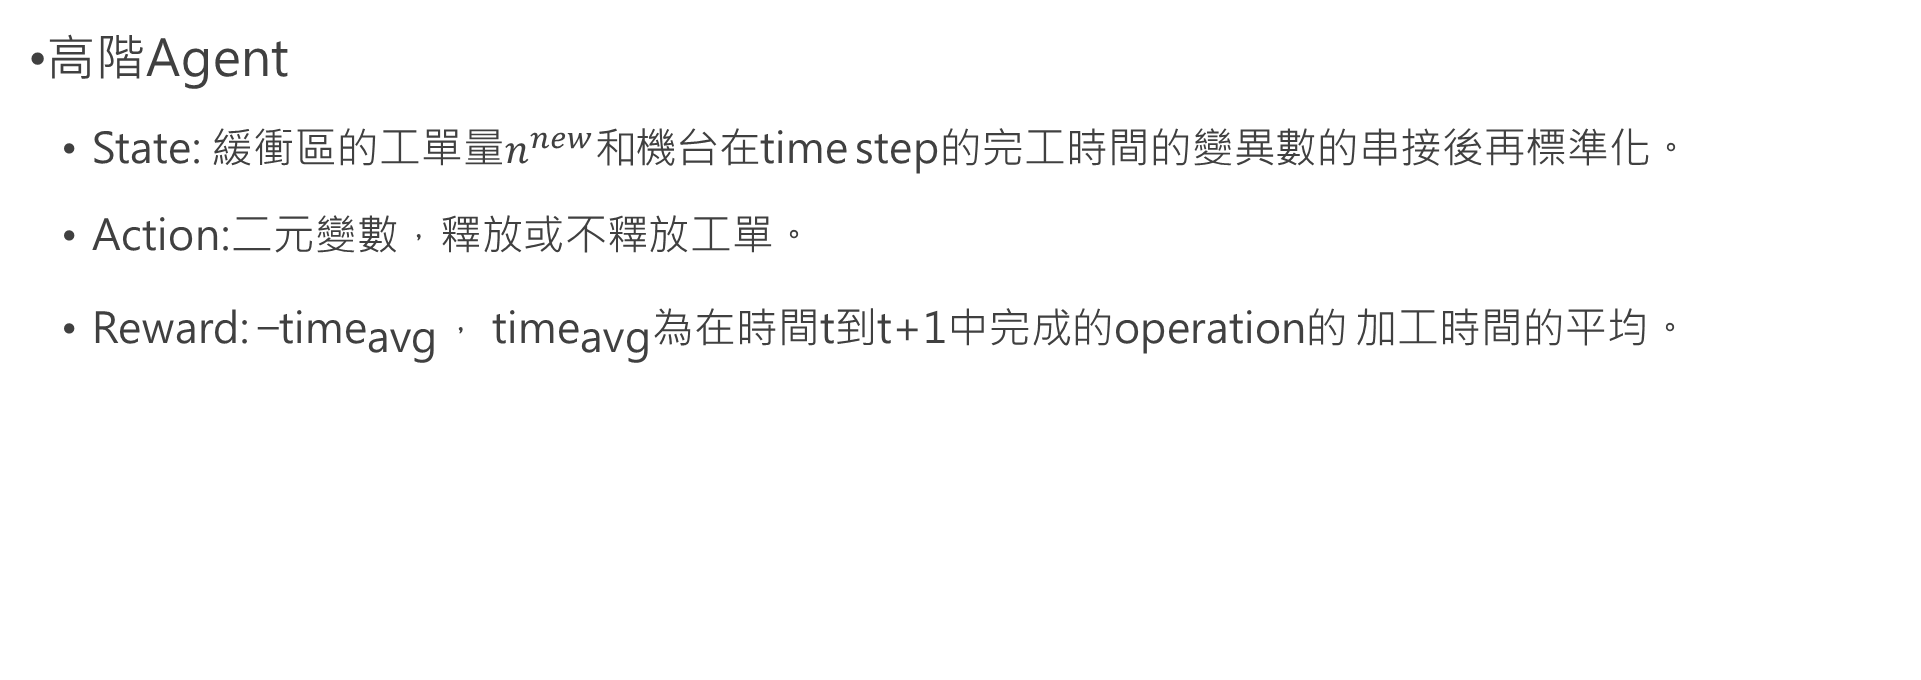 •高階Agent
• State: 緩衝區的工單量n^new和機台在time step的完工時間的變異數的串接後再標準化。
• Action:二元變數，釋放或不釋放工單。
• Reward: −time_avg ， time_avg為在時間t到t+1中完成的operation的 加工時間的平均。